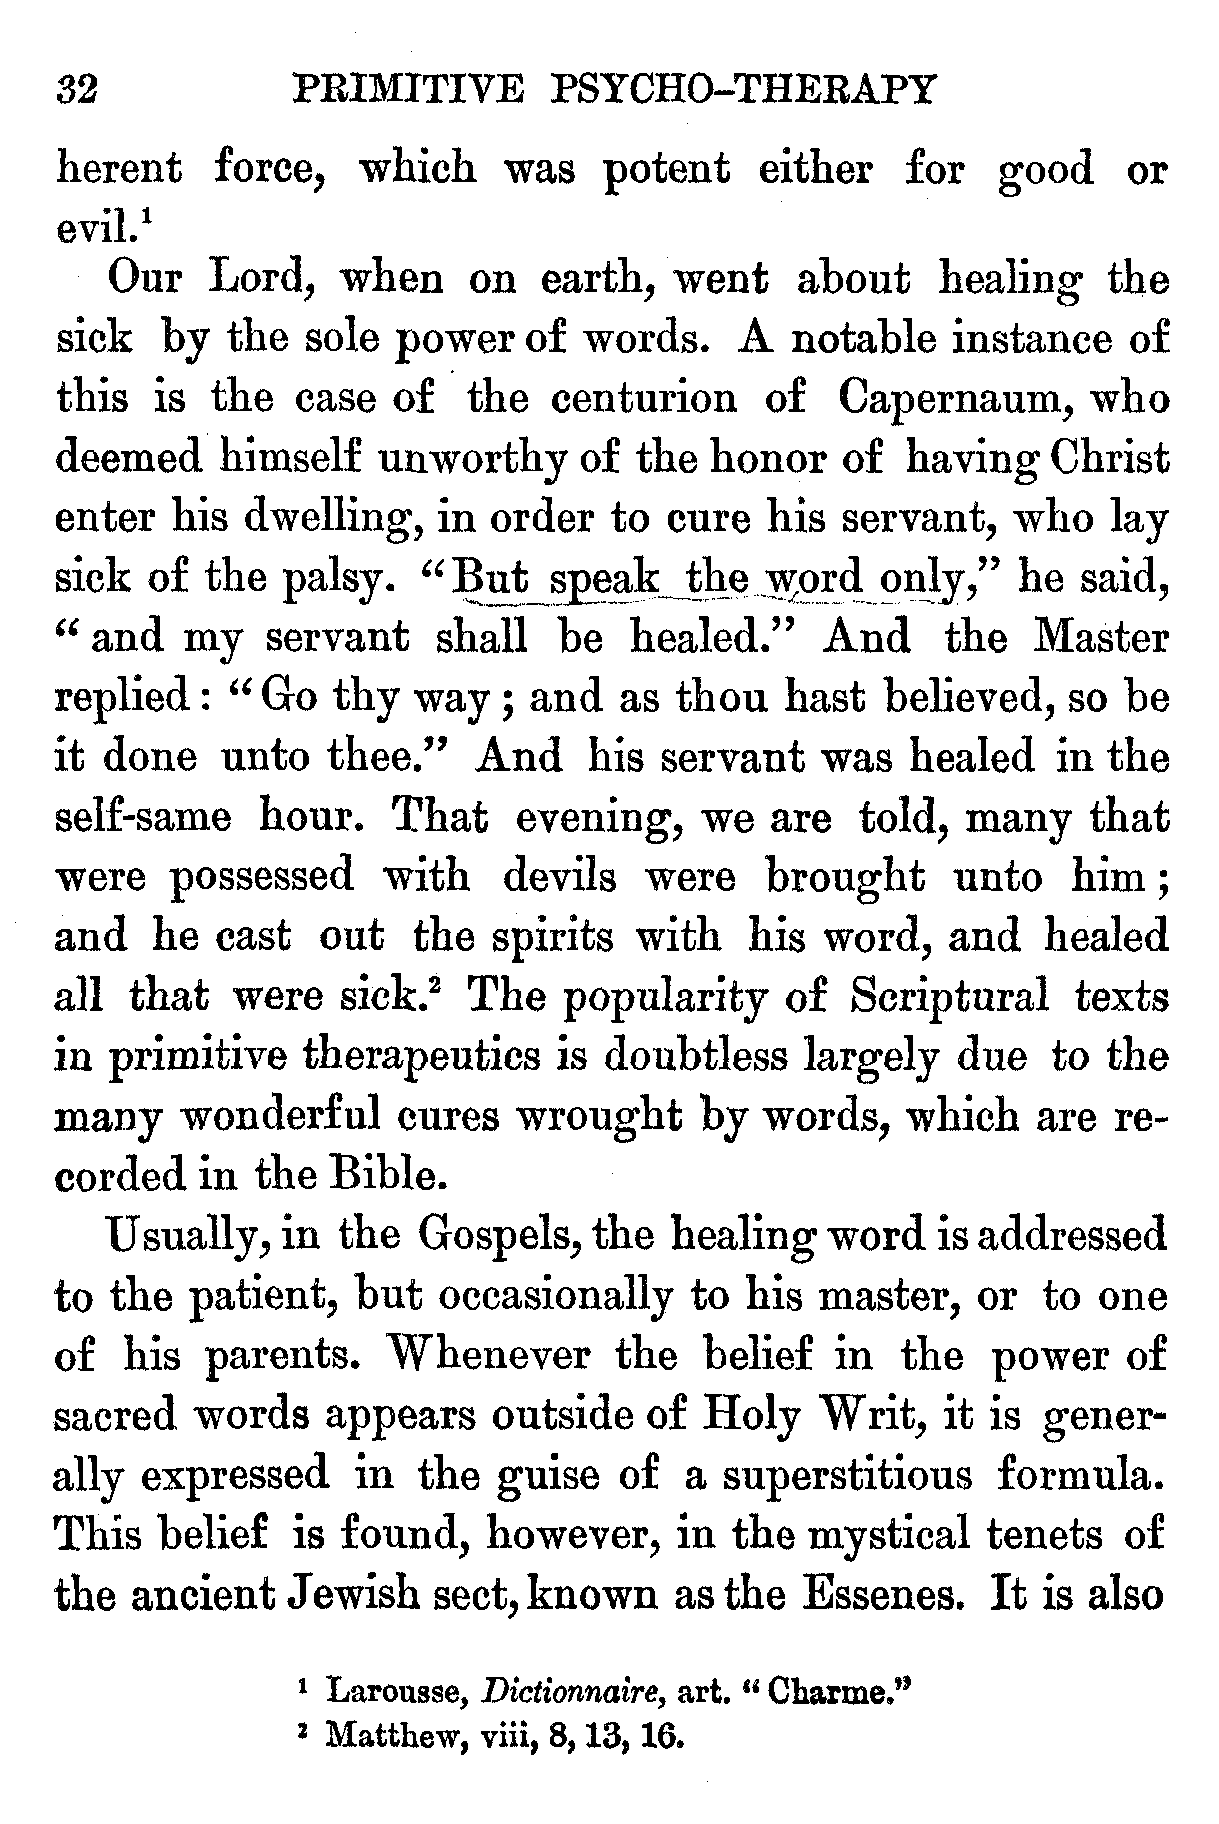 32 PRIMITIVE PSYCHO-THERAPY
herent force, which was potent either for good or
evil.¹
Our Lord, when on earth, went about healing the
sick by the sole power of words. A notable instance of
this is the case of the centurion of Capernaum, who
deemed himself unworthy of the honor of having Christ
enter his dwelling, in order to cure his servant, who lay
sick of the palsy. “But speak the word only,” he said,
“and my servant shall be healed.” And the Master
replied: “Go thy way; and as thou hast believed, so be
it done unto thee.” And his servant was healed in the
self-same hour. That evening, we are told, many that
were possessed with devils were brought unto him;
and he cast out the spirits with his word, and healed
all that were sick.² The popularity of Scriptural texts
in primitive therapeutics is doubtless largely due to the
many wonderful cures wrought by words, which are re-
corded in the Bible.
Usually, in the Gospels, the healing word is addressed
to the patient, but occasionally to his master, or to one
of his parents. Whenever the belief in the power of
sacred words appears outside of Holy Writ, it is gener-
ally expressed in the guise of a superstitious formula.
This belief is found, however, in the mystical tenets of
the ancient Jewish sect, known as the Essenes. It is also
¹ Larousse, Dictionnaire, art. “Charme.”
² Matthew, viii, 8, 13, 16.